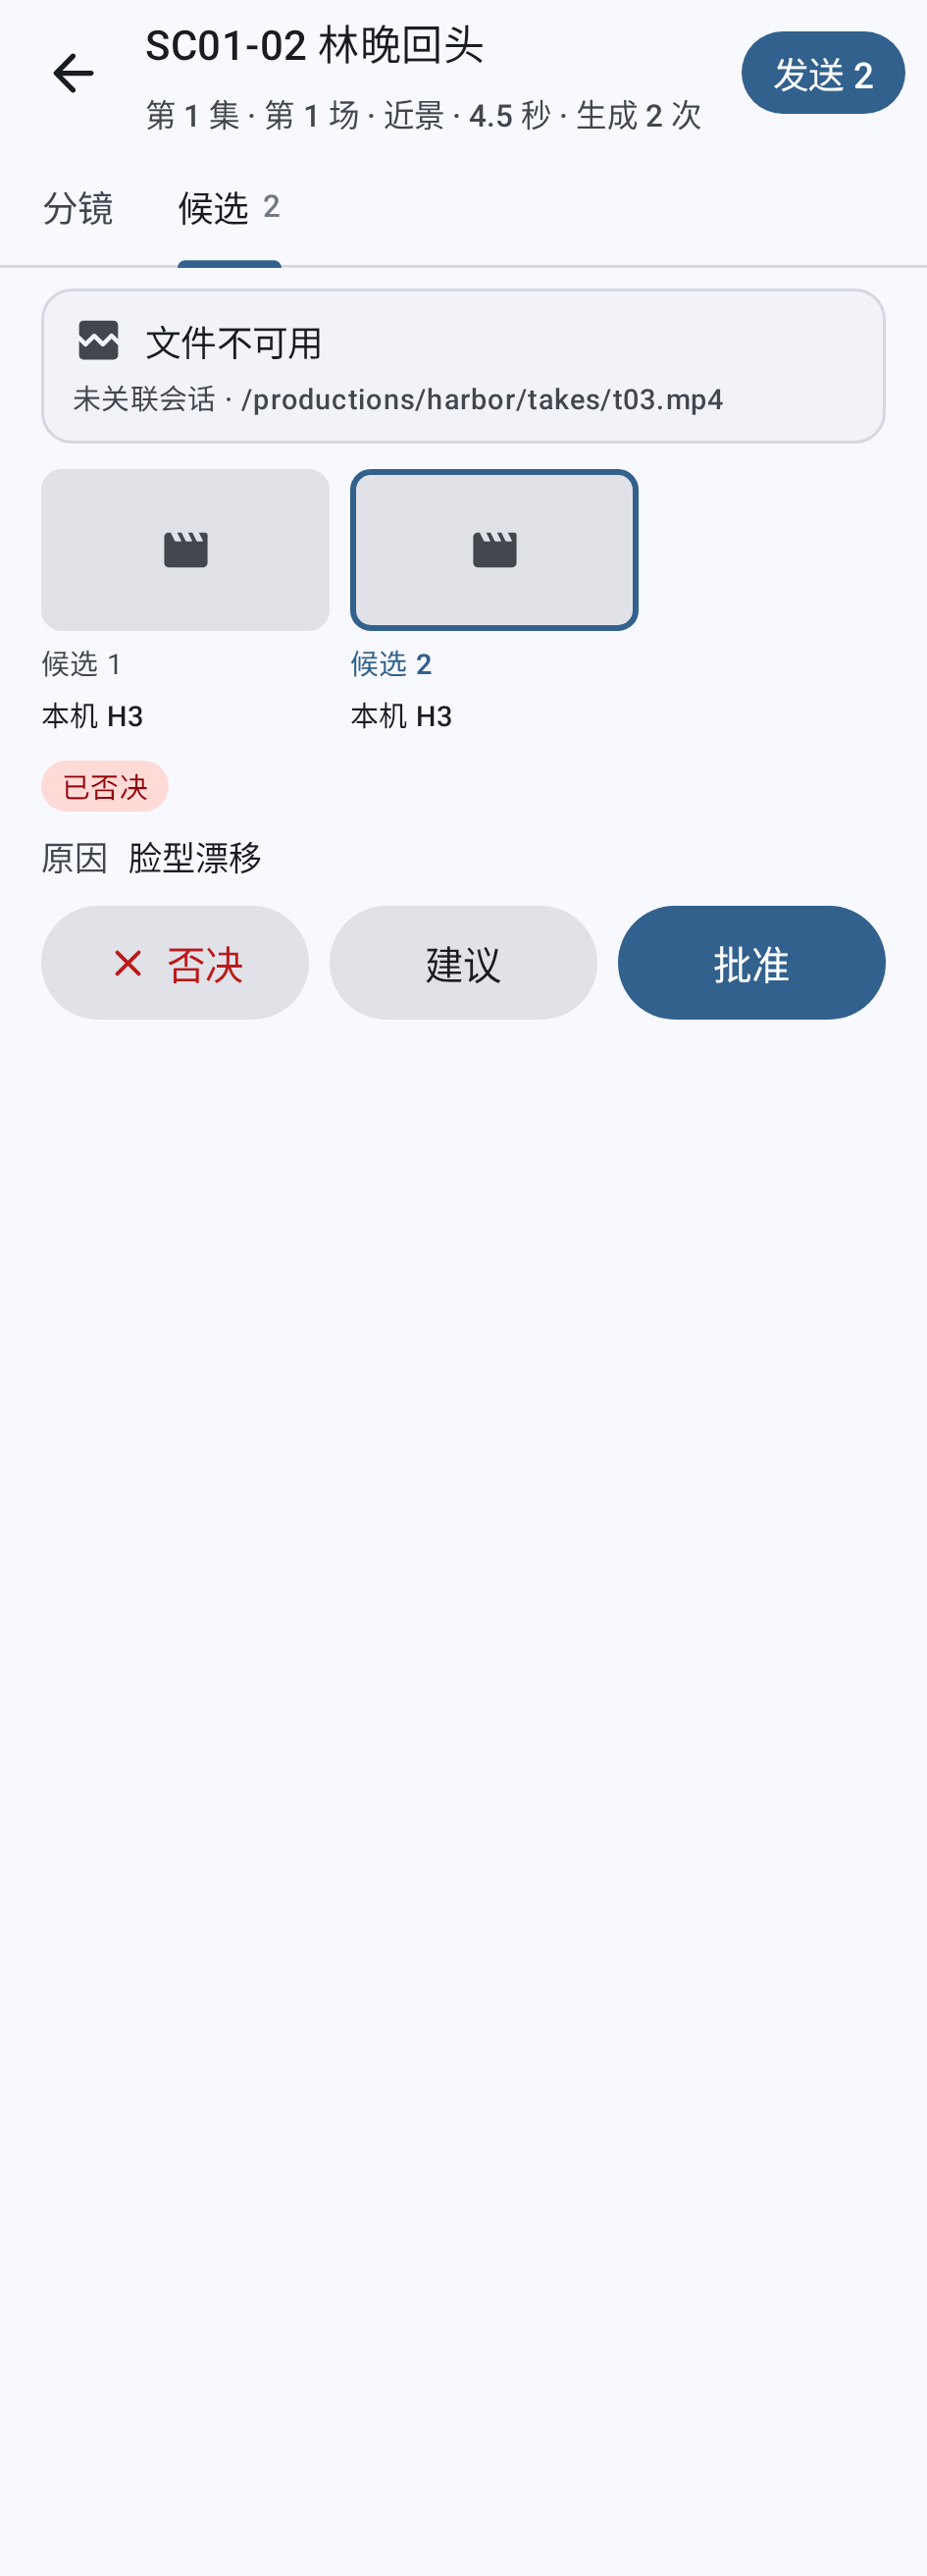 SC01-02 林晚回头
第 1 集 · 第 1 场 · 近景 · 4.5 秒 · 生成 2 次
发送 2
分镜
候选 2
文件不可用
未关联会话 · /productions/harbor/takes/t03.mp4
候选 1
候选 2
本机 H3
本机 H3
已否决
原因 脸型漂移
否决
建议
批准